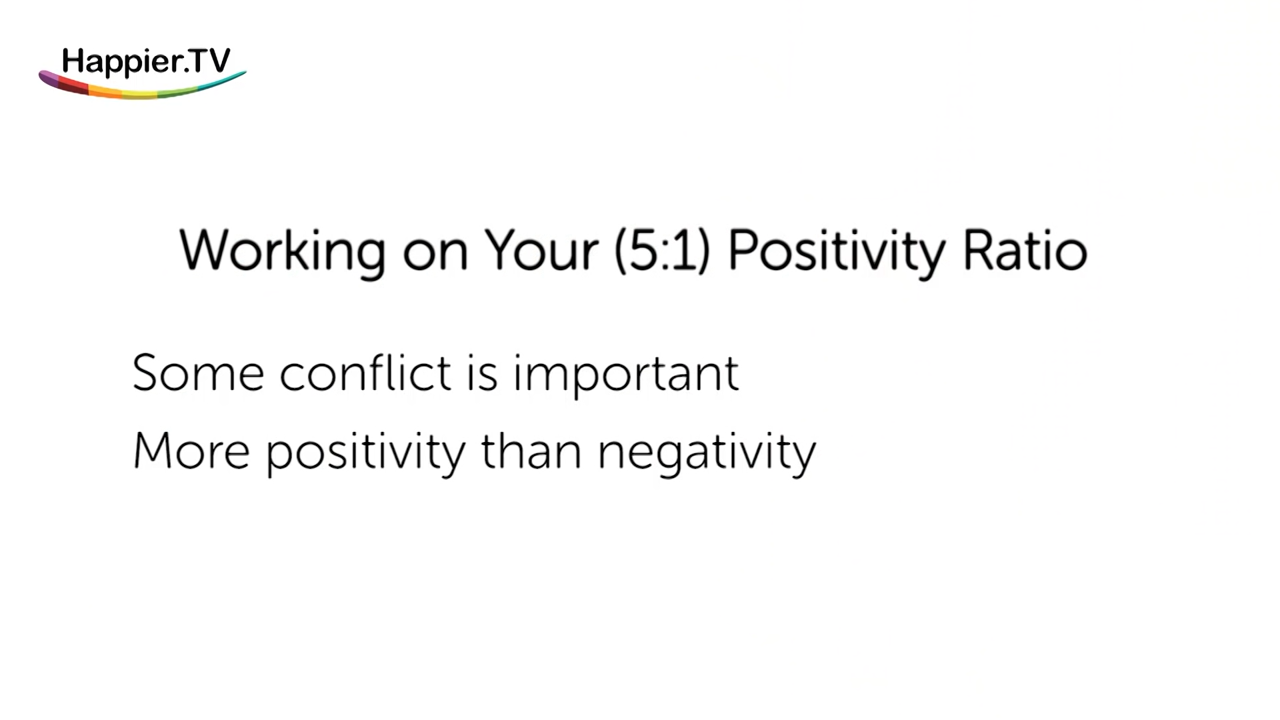 Happier.TV
Working on Your (5:1) Positivity Ratio
Some conflict is important
More positivity than negativity